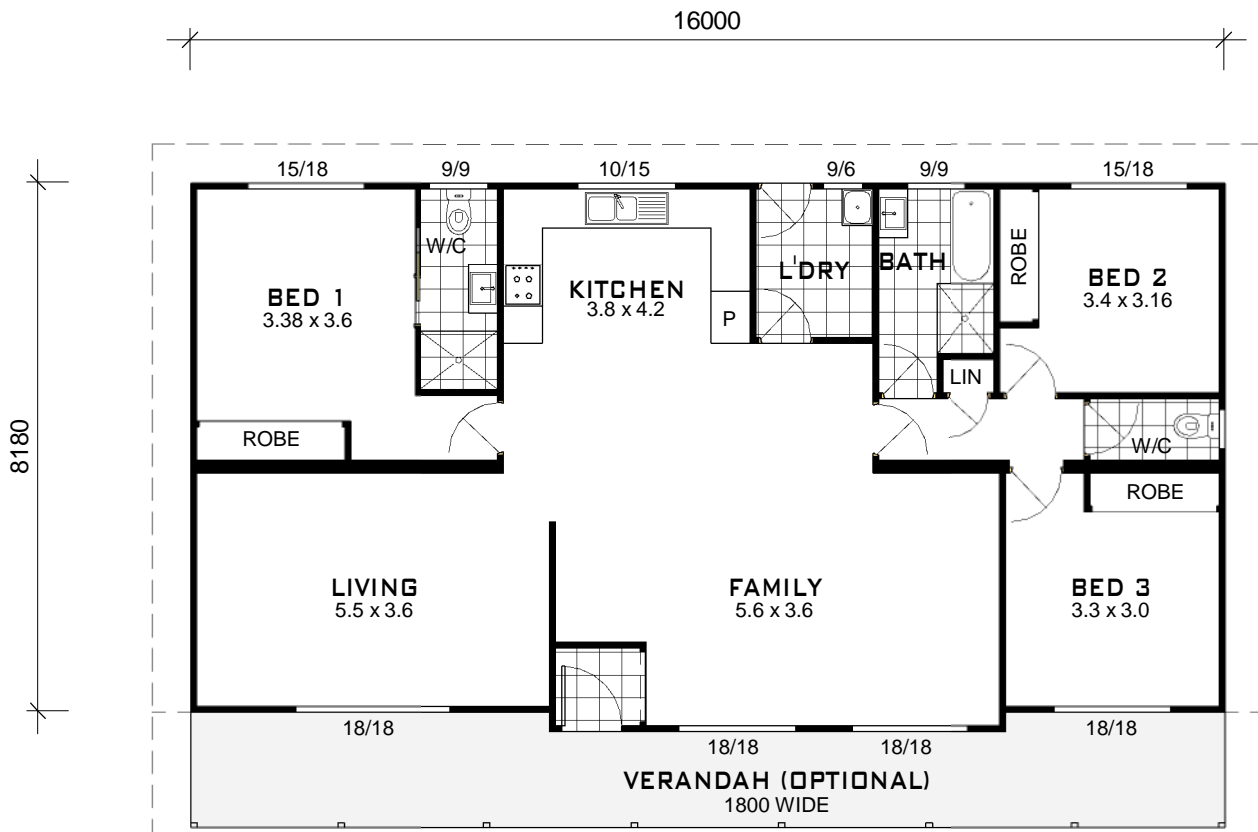 16000
15/18
9/9
10/15
9/6
9/9
15/18
W/C
BED 1
3.38 x 3.6
KITCHEN
3.8 x 4.2
P
L'DRY
BATH
ROBE
BED 2
3.4 x 3.16
LIN
ROBE
W/C
8180
ROBE
LIVING
5.5 x 3.6
FAMILY
5.6 x 3.6
BED 3
3.3 x 3.0
18/18
18/18
18/18
18/18
VERANDAH (OPTIONAL)
1800 WIDE